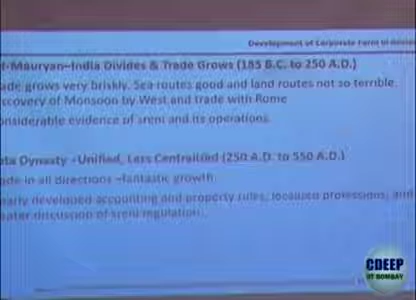 Development of Corporate Form in
t-Mauryan–India Divides & Trade Grows (185 B.C. to 250 A.D.)
ade grows very briskly. Sea routes good and land routes not so terrible.
scovery of Monsoon by West and trade with Rome
onsiderable evidence of sreni and its operations
ta Dynasty –Unified, Less Centralized (250 A.D. to 550 A.D.)
ade in all directions –fantastic growth
early developed accounting and property rules, localized professions, and
eater discussion of sreni regulation.
CDEEP
IIT BOMBAY